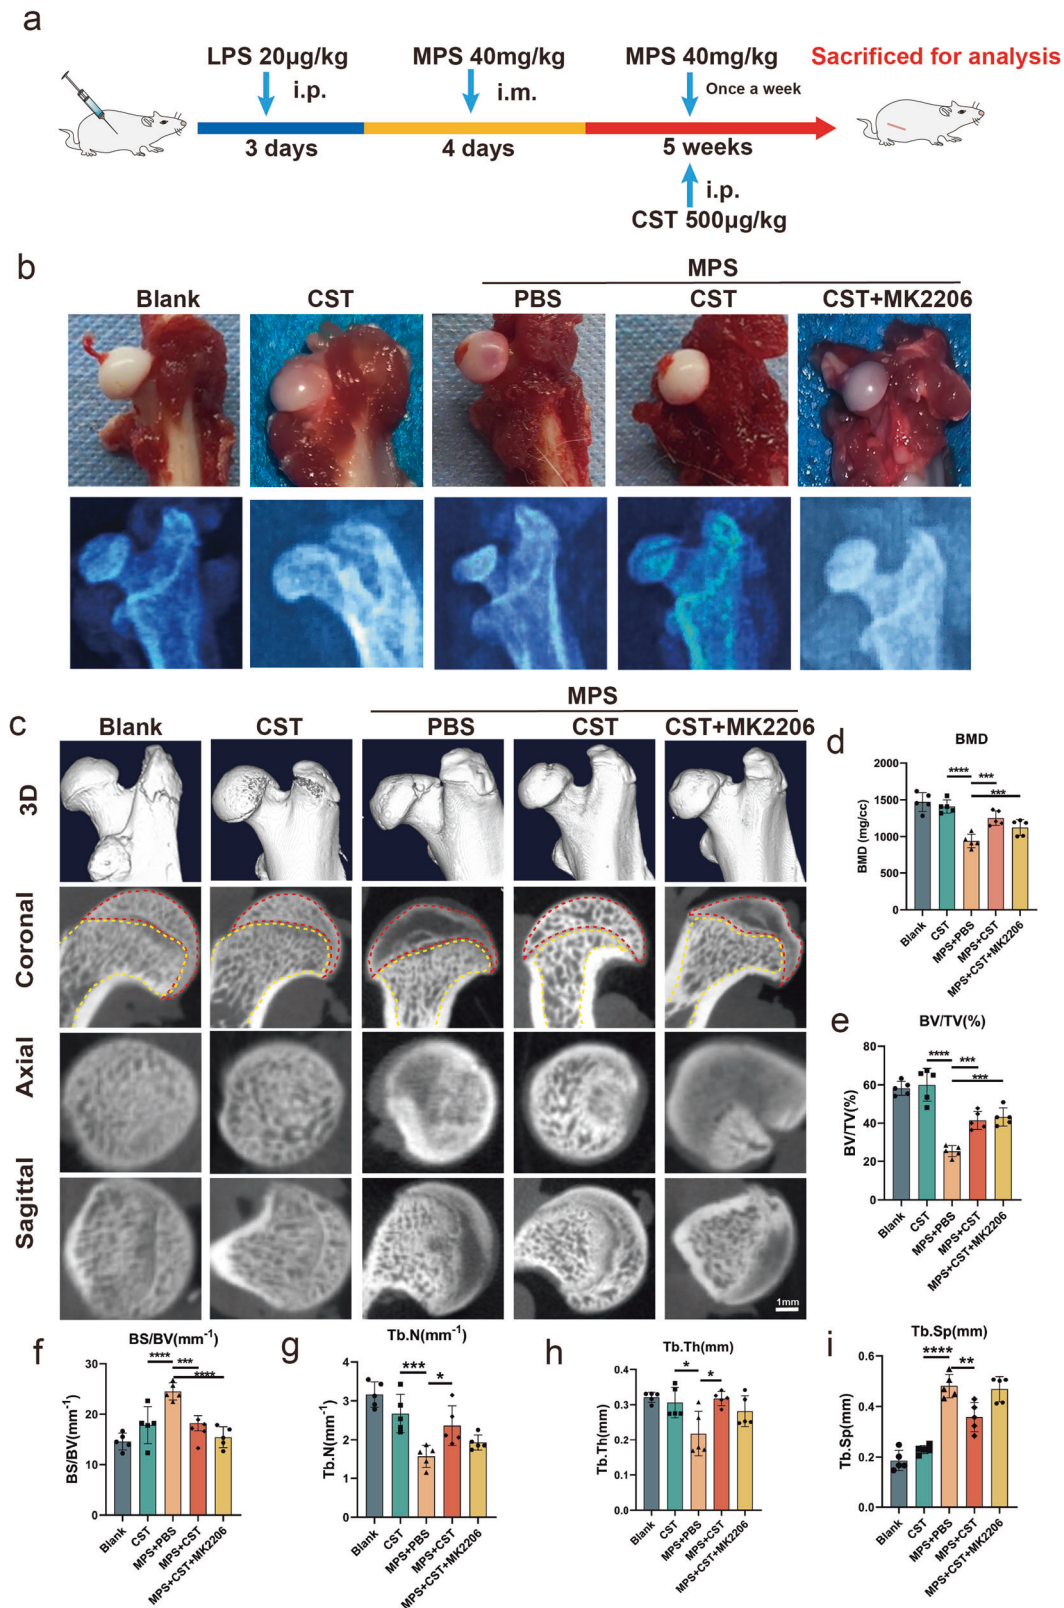 a
LPS 20μg/kg
MPS 40mg/kg
MPS 40mg/kg
Sacrificed for analysis
i.p.
i.m.
Once a week
3 days
4 days
5 weeks
i.p.
CST 500μg/kg
b
MPS
Blank
CST
PBS
CST
CST+MK2206
c
MPS
Blank
CST
PBS
CST
CST+MK2206
3D
Coronal
Axial
Sagittal
1mm
d
BMD
BMD (mg/cc)
2000
1500
1000
500
0
****
***
***
Blank
CST
MPS+PBS
MPS+CST
MPS+CST+MK2206
e
BV/TV(%)
BV/TV(%)
80
60
40
20
0
****
***
***
Blank
CST
MPS+PBS
MPS+CST
MPS+CST+MK2206
f
BS/BV(mm⁻¹)
BS/BV(mm⁻¹)
30
20
10
0
****
***
****
Blank
CST
MPS+PBS
MPS+CST
MPS+CST+MK2206
g
Tb.N(mm⁻¹)
Tb.N(mm⁻¹)
4
3
2
1
0
***
*
Blank
CST
MPS+PBS
MPS+CST
MPS+CST+MK2206
h
Tb.Th(mm)
Tb.Th(mm)
0.4
0.3
0.2
0.1
0.0
*
*
Blank
CST
MPS+PBS
MPS+CST
MPS+CST+MK2206
i
Tb.Sp(mm)
Tb.Sp(mm)
0.6
0.4
0.2
0.0
****
**
Blank
CST
MPS+PBS
MPS+CST
MPS+CST+MK2206